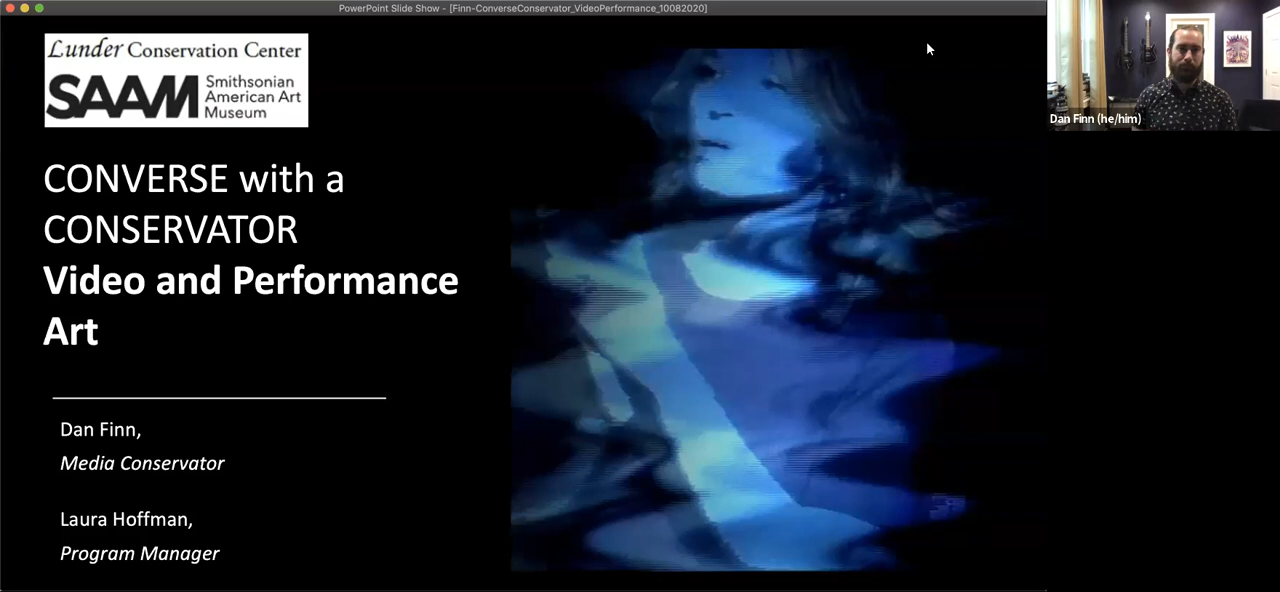 PowerPoint Slide Show - [Finn-ConverseConservator_VideoPerformance_10082020]
Lunder Conservation Center
SAAM
Smithsonian
American Art
Museum
CONVERSE with a
CONSERVATOR
Video and Performance
Art
Dan Finn,
Media Conservator
Laura Hoffman,
Program Manager
Dan Finn (he/him)